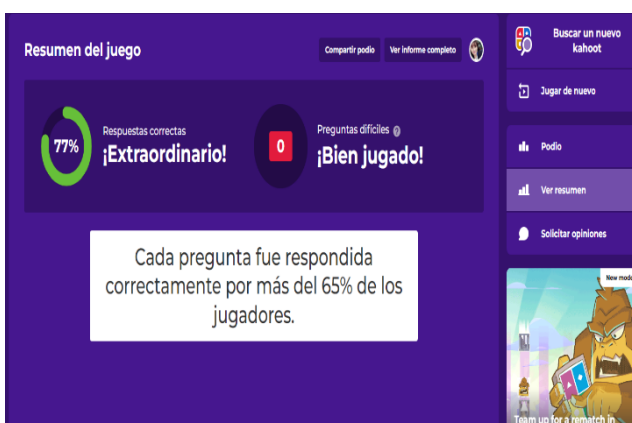 Resumen del juego
Compartir podio
Ver informe completo
77%
Respuestas correctas
¡Extraordinario!
0
Preguntas difíciles ?
¡Bien jugado!
Cada pregunta fue respondida
correctamente por más del 65% de los
jugadores.
Buscar un nuevo
kahoot
Jugar de nuevo
Podio
Ver resumen
Solicitar opiniones
New mode
Team up for a rematch in